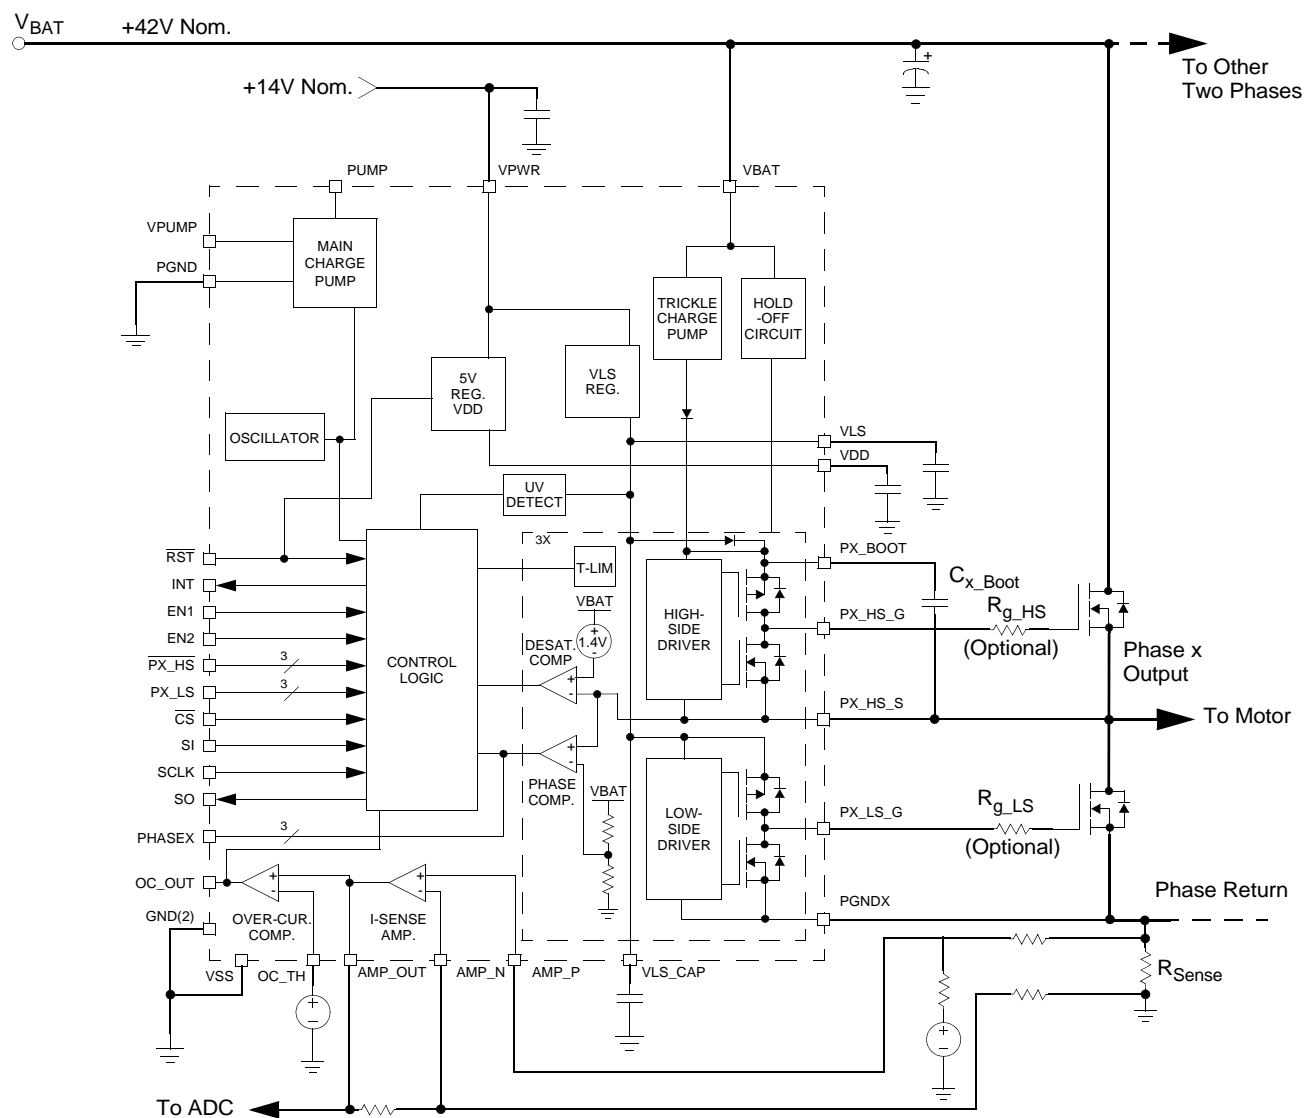 VBAT +42V Nom.
To Other
Two Phases
+14V Nom.
PUMP
VPWR
VBAT
VPUMP
PGND
MAIN
CHARGE
PUMP
TRICKLE
CHARGE
PUMP
HOLD
-OFF
CIRCUIT
5V
REG.
VDD
VLS
REG.
OSCILLATOR
VLS
VDD
UV
DETECT
3X
RST
INT
EN1
EN2
PX_HS
3
PX_LS
3
CS
SI
SCLK
SO
PHASEX
3
OC_OUT
GND(2)
CONTROL
LOGIC
T-LIM
VBAT
+
1.4V
DESAT.
COMP
+
-
PHASE
COMP.
+
-
VBAT
HIGH-
SIDE
DRIVER
LOW-
SIDE
DRIVER
PX_BOOT
Cx_Boot
PX_HS_G
Rg_HS
(Optional)
Phase x
Output
PX_HS_S
To Motor
PX_LS_G
Rg_LS
(Optional)
PGNDX
Phase Return
OVER-CUR.
COMP.
+
-
I-SENSE
AMP.
+
-
VSS
OC_TH
AMP_OUT
AMP_N
AMP_P
VLS_CAP
RSense
+
-
+
-
+
To ADC